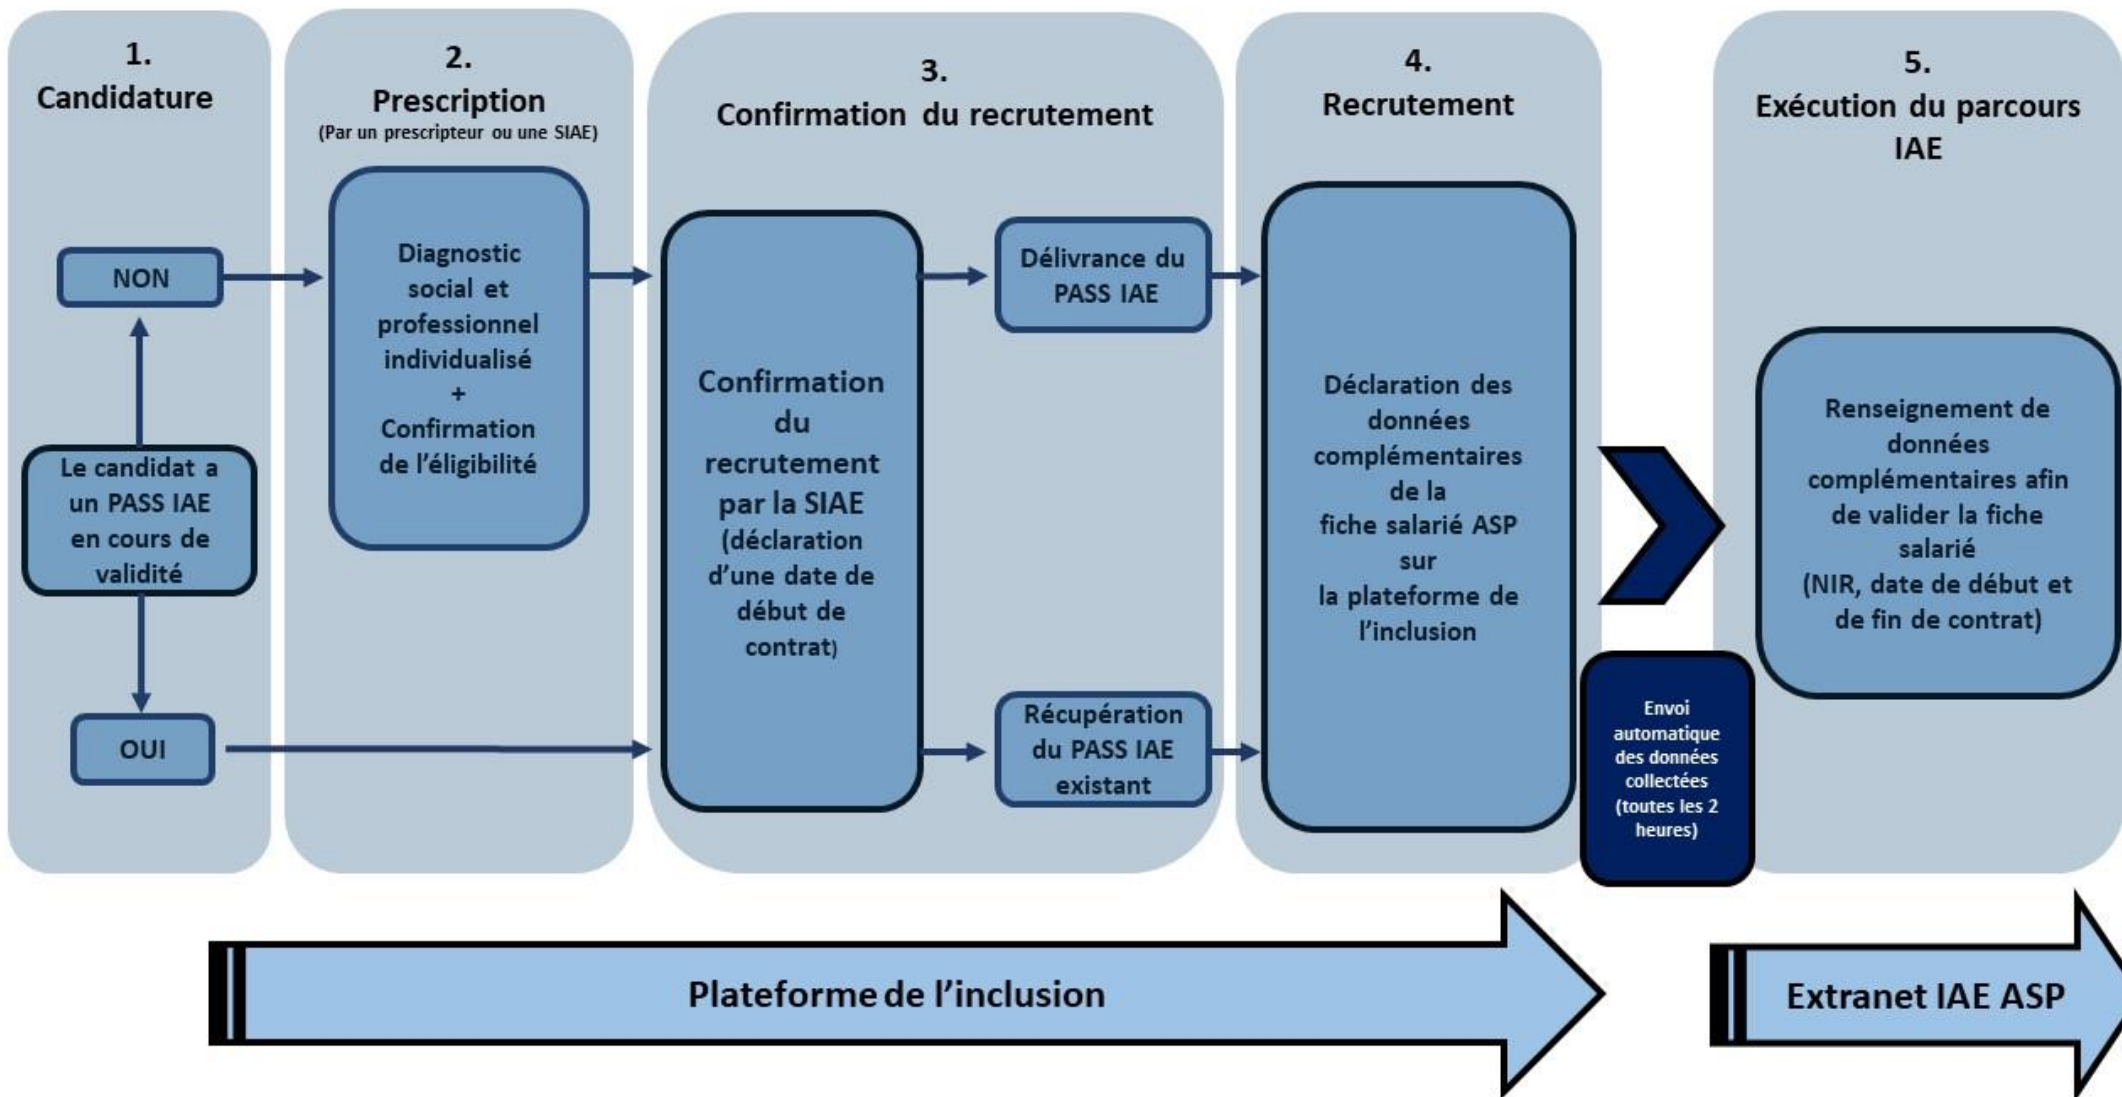 1.
Candidature
NON
Le candidat a
un PASS IAE
en cours de
validité
OUI
2.
Prescription
(Par un prescripteur ou une SIAE)
Diagnostic
social et
professionnel
individualisé
+
Confirmation
de l’éligibilité
3.
Confirmation du recrutement
Confirmation
du
recrutement
par la SIAE
(déclaration
d’une date de
début de
contrat)
Délivrance du
PASS IAE
Récupération
du PASS IAE
existant
4.
Recrutement
Déclaration des
données
complémentaires
de la
fiche salarié ASP
sur
la plateforme de
l’inclusion
Envoi
automatique
des données
collectées
(toutes les 2
heures)
5.
Exécution du parcours
IAE
Renseignement de
données
complémentaires afin
de valider la fiche
salarié
(NIR, date de début et
de fin de contrat)
Plateforme de l’inclusion
Extranet IAE ASP